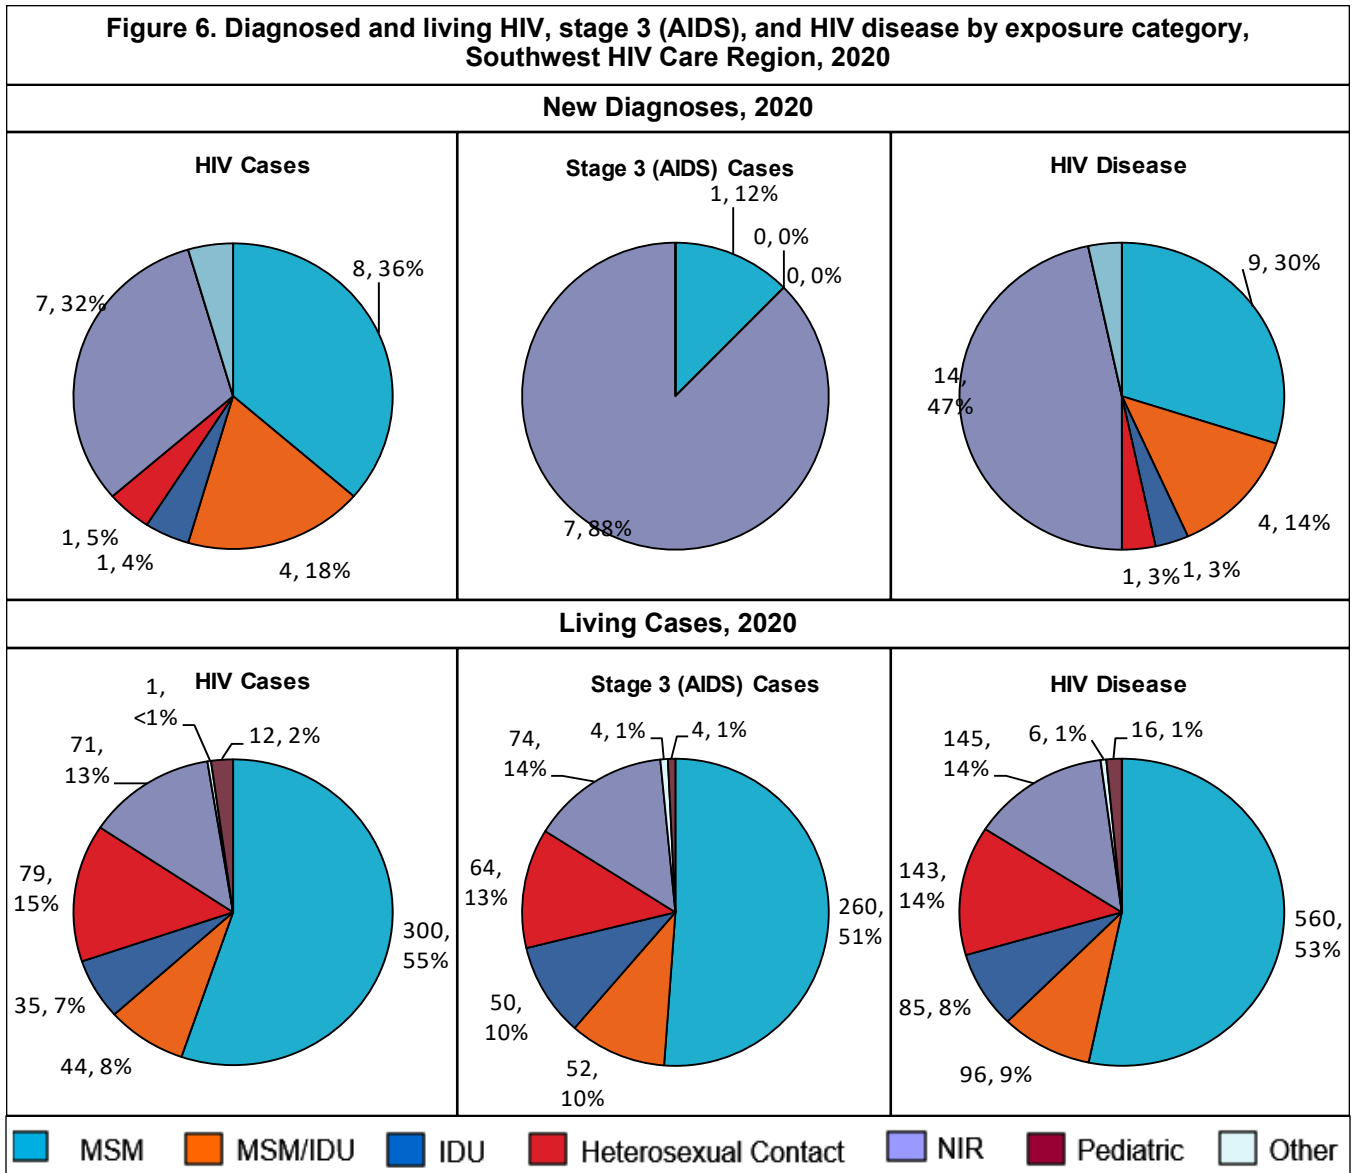 Figure 6. Diagnosed and living HIV, stage 3 (AIDS), and HIV disease by exposure category,
Southwest HIV Care Region, 2020
New Diagnoses, 2020
HIV Cases
8, 36%
7, 32%
1, 5%
1, 4%
4, 18%
Stage 3 (AIDS) Cases
1, 12%
0, 0%
0, 0%
7, 88%
HIV Disease
9, 30%
14,
47%
4, 14%
1, 3%
1, 3%
Living Cases, 2020
HIV Cases
1,
<1%
12, 2%
71,
13%
79,
15%
300,
55%
35, 7%
44, 8%
Stage 3 (AIDS) Cases
74,
14%
4, 1%
4, 1%
64,
13%
260,
51%
50,
10%
52,
10%
HIV Disease
145,
14%
6, 1%
16, 1%
143,
14%
560,
53%
85, 8%
96, 9%
MSM
MSM/IDU
IDU
Heterosexual Contact
NIR
Pediatric
Other